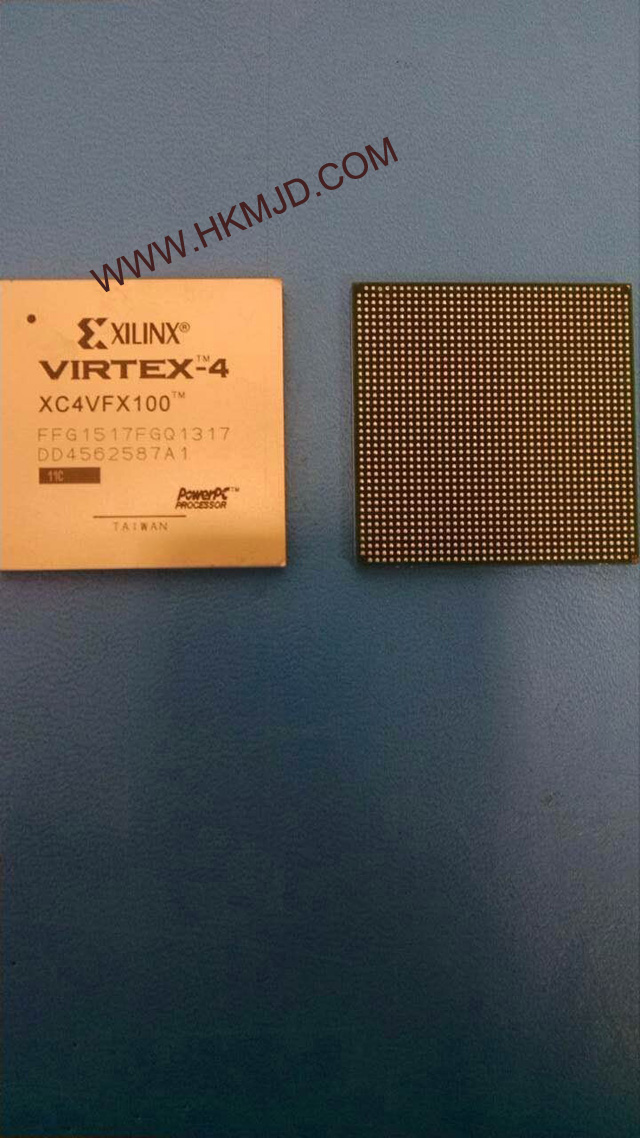 WWW.HKMJD.COM
XILINX®
VIRTEX™-4
XC4VFX100™
FFG1517FGQ1317
DD4562587A1
11C
PowerPC™
PROCESSOR
TAIWAN